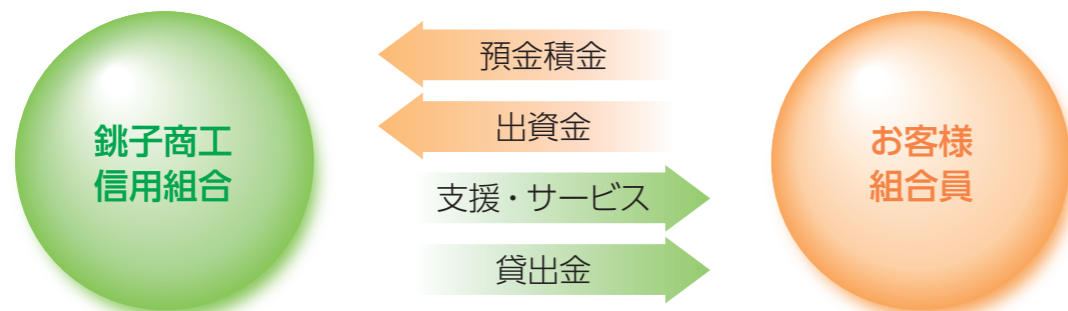 銚子商工
信用組合
預金積金
出資金
支援・サービス
貸出金
お客様
組合員